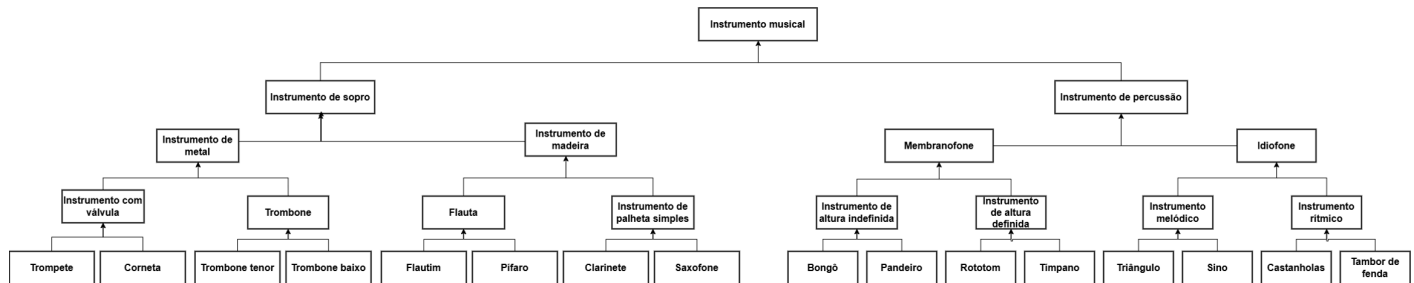 Instrumento musical
Instrumento de sopro
Instrumento de percussão
Instrumento de
metal
Instrumento de
madeira
Membranofone
Idiofone
Instrumento com
válvula
Trombone
Flauta
Instrumento de
palheta simples
Instrumento de
altura indefinida
Instrumento
de altura
definida
Instrumento
melódico
Instrumento
rítmico
Trompete
Corneta
Trombone tenor
Trombone baixo
Flautim
Pífaro
Clarinete
Saxofone
Bongô
Pandeiro
Rototom
Tímpano
Triângulo
Sino
Castanholas
Tambor de
fenda